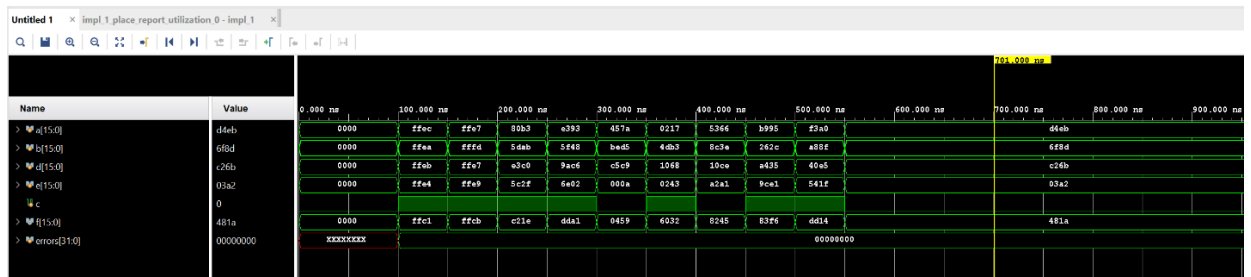 Untitled 1 × impl_1_place_report_utilization_0 - impl_1 ×
701.000 ns
Name Value 0.000 ns 100.000 ns 200.000 ns 300.000 ns 400.000 ns 500.000 ns 600.000 ns 700.000 ns 800.000 ns 900.000 ns
> a[15:0] d4eb 0000 ffec ffe7 80b3 e393 457a 0217 5366 b995 f3a0 d4eb
> b[15:0] 6f8d 0000 ffea fffd 5dab 5f48 bed5 4db3 8c3e 262c a88f 6f8d
> d[15:0] c26b 0000 ffeb ffe7 e3c0 9ac6 c5c9 1068 10ce a435 40e5 c26b
> e[15:0] 03a2 0000 ffe4 ffe9 5c2f 6e02 000a 0243 a2a1 9ce1 541f 03a2
c 0
> f[15:0] 481a 0000 ffc1 ffcb c21e dda1 0459 6032 8245 83f6 dd14 481a
> errors[31:0] 00000000 XXXXXXXX 00000000